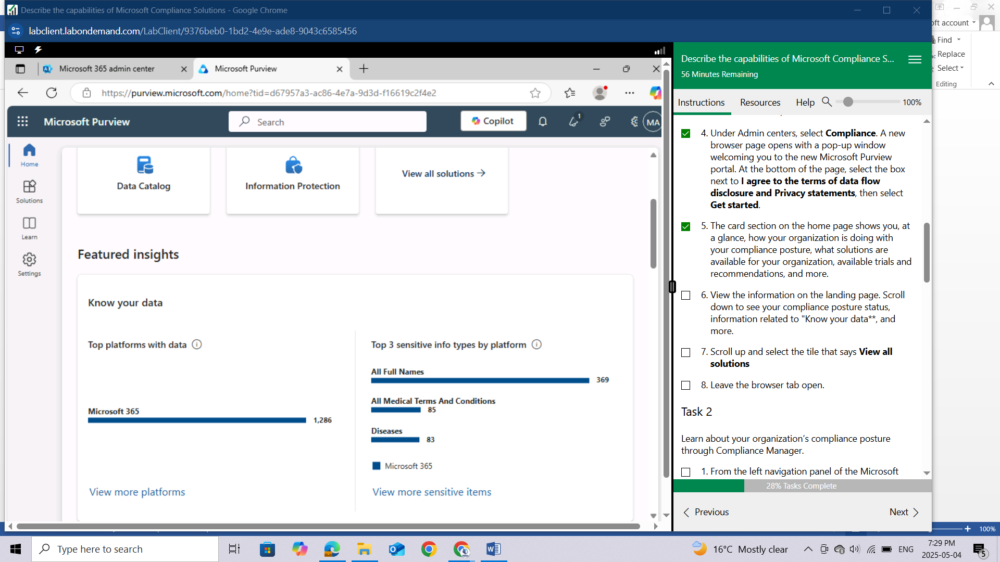 Describe the capabilities of Microsoft Compliance Solutions - Google Chrome
labclient.labondemand.com/LabClient/9376beb0-1bd2-4e9e-ade8-9043c6585456
Microsoft 365 admin center
Microsoft Purview
https://purview.microsoft.com/home?tid=d67957a3-ac86-4e7a-9d3d-f16619c2f4e2
Microsoft Purview
Search
Copilot
1
MA
Home
Solutions
Learn
Settings
Data Catalog
Information Protection
View all solutions
Featured insights
Know your data
Top platforms with data
Microsoft 365
1,286
View more platforms
Top 3 sensitive info types by platform
All Full Names
369
All Medical Terms And Conditions
85
Diseases
83
Microsoft 365
View more sensitive items
Describe the capabilities of Microsoft Compliance S...
56 Minutes Remaining
Instructions
Resources
Help
100%
4. Under Admin centers, select Compliance. A new
browser page opens with a pop-up window
welcoming you to the new Microsoft Purview
portal. At the bottom of the page, select the box
next to I agree to the terms of data flow
disclosure and Privacy statements, then select
Get started.
5. The card section on the home page shows you, at
a glance, how your organization is doing with
your compliance posture, what solutions are
available for your organization, available trials and
recommendations, and more.
6. View the information on the landing page. Scroll
down to see your compliance posture status,
information related to "Know your data**, and
more.
7. Scroll up and select the tile that says View all
solutions
8. Leave the browser tab open.
Task 2
Learn about your organization’s compliance posture
through Compliance Manager.
1. From the left navigation panel of the Microsoft
28% Tasks Complete
Previous
Next
account
Find
Replace
Select
Editing
100%
Type here to search
16°C Mostly clear
ENG
7:29 PM
2025-05-04
5